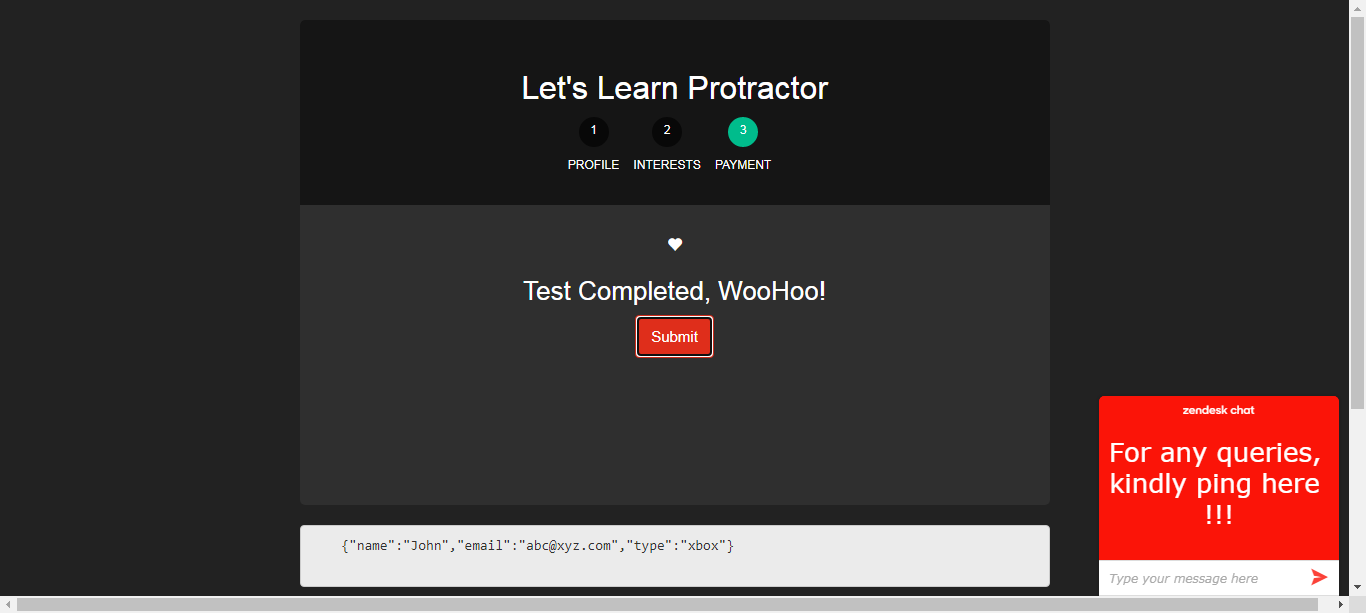 Let's Learn Protractor
1 2 3
PROFILE INTERESTS PAYMENT
Test Completed, WooHoo!
Submit
{"name":"John","email":"abc@xyz.com","type":"xbox"}
zendesk chat
For any queries,
kindly ping here
!!!
Type your message here